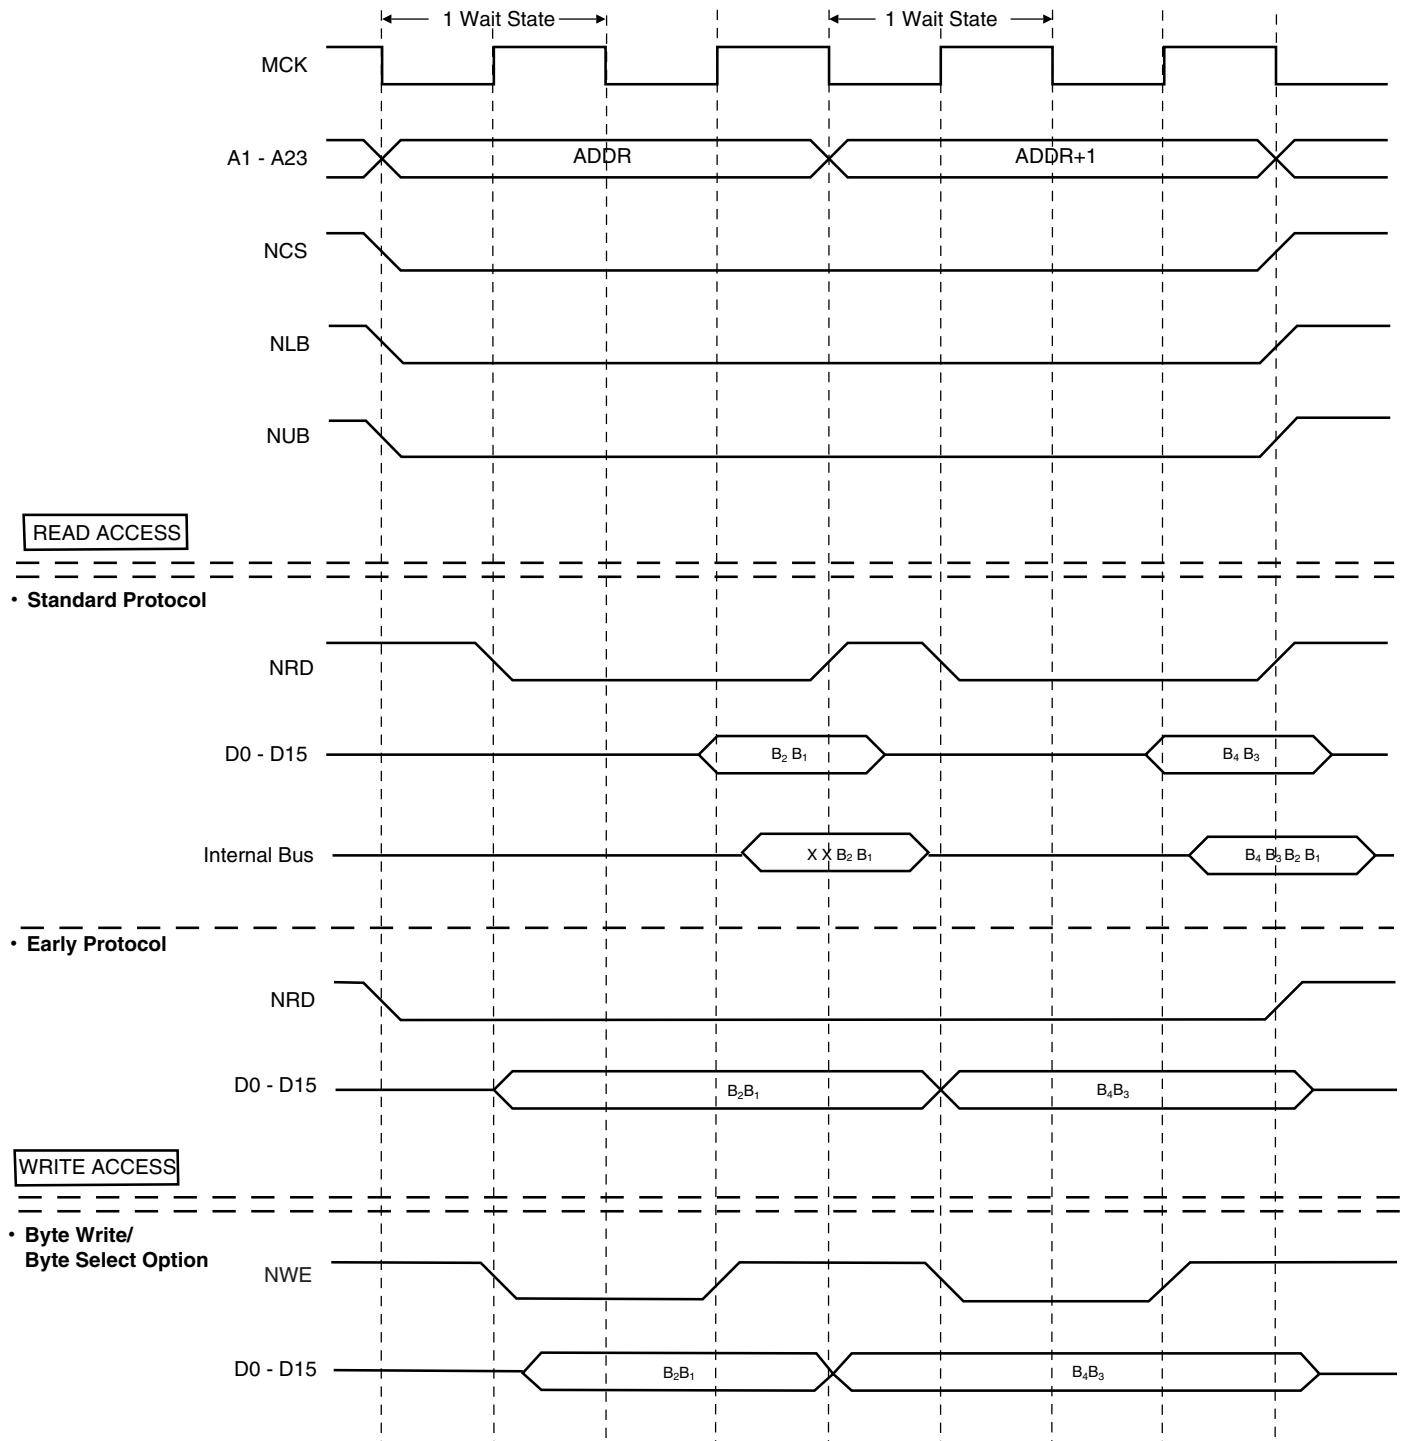 1 Wait State 1 Wait State
MCK
A1 - A23 ADDR ADDR+1
NCS
NLB
NUB
READ ACCESS
• Standard Protocol
NRD
D0 - D15 B₂ B₁ B₄ B₃
Internal Bus X X B₂ B₁ B₄ B₃ B₂ B₁
• Early Protocol
NRD
D0 - D15 B₂B₁ B₄B₃
WRITE ACCESS
• Byte Write/
Byte Select Option
NWE
D0 - D15 B₂B₁ B₄B₃